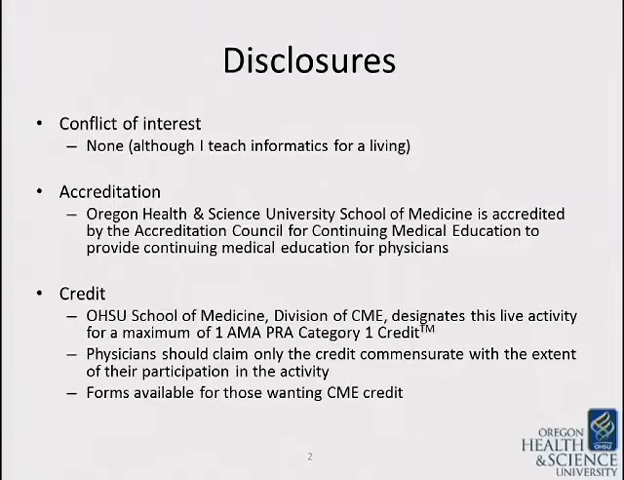 Disclosures
• Conflict of interest
– None (although I teach informatics for a living)
• Accreditation
– Oregon Health & Science University School of Medicine is accredited
by the Accreditation Council for Continuing Medical Education to
provide continuing medical education for physicians
• Credit
– OHSU School of Medicine, Division of CME, designates this live activity
for a maximum of 1 AMA PRA Category 1 Credit™
– Physicians should claim only the credit commensurate with the extent
of their participation in the activity
– Forms available for those wanting CME credit
2
OHSU
OREGON
HEALTH
& SCIENCE
UNIVERSITY